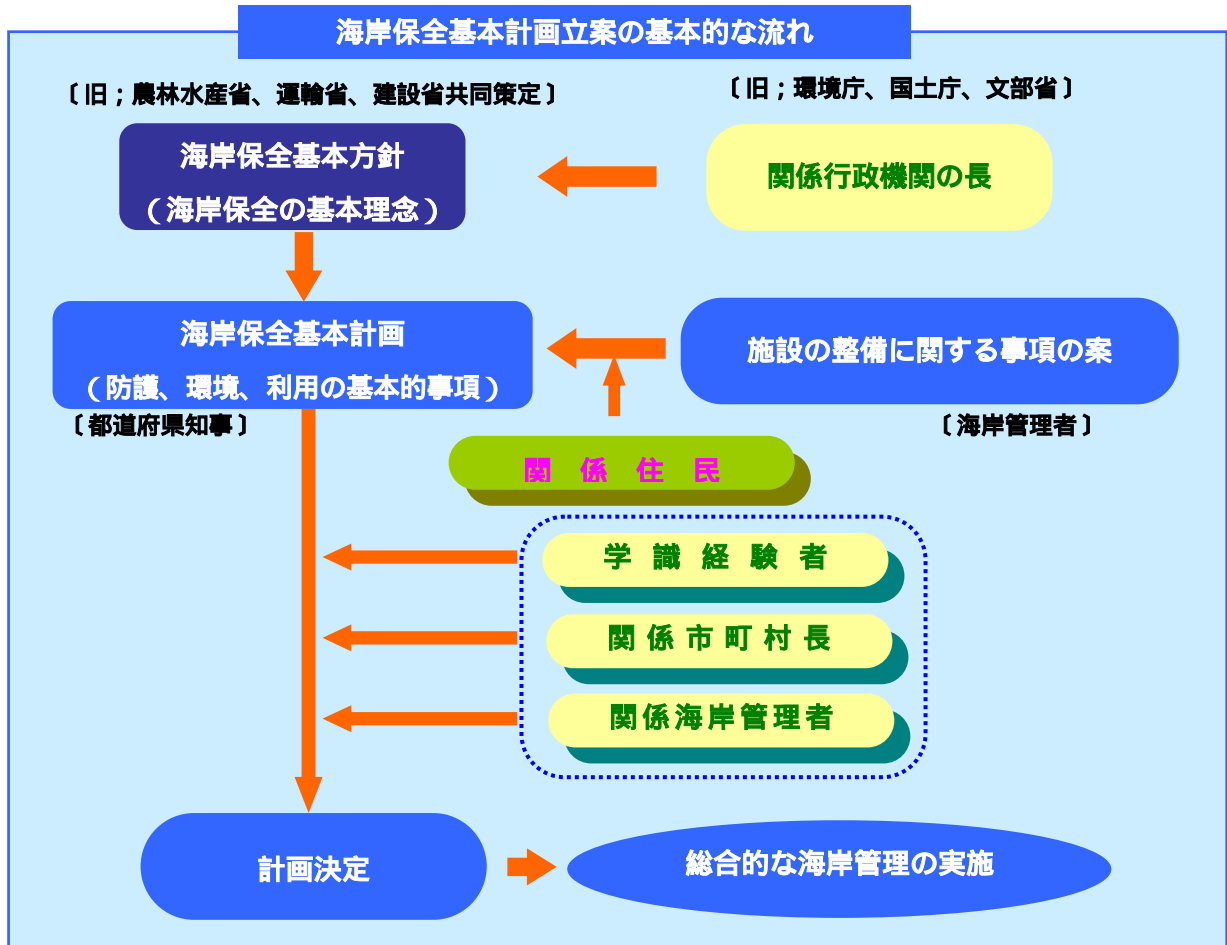 海岸保全基本計画立案の基本的な流れ
〔旧；農林水産省、運輸省、建設省共同策定〕
〔旧；環境庁、国土庁、文部省〕
海岸保全基本方針
（海岸保全の基本理念）
関係行政機関の長
海岸保全基本計画
（防護、環境、利用の基本的事項）
〔都道府県知事〕
施設の整備に関する事項の案
〔海岸管理者〕
関係住民
学識経験者
関係市町村長
関係海岸管理者
計画決定
総合的な海岸管理の実施